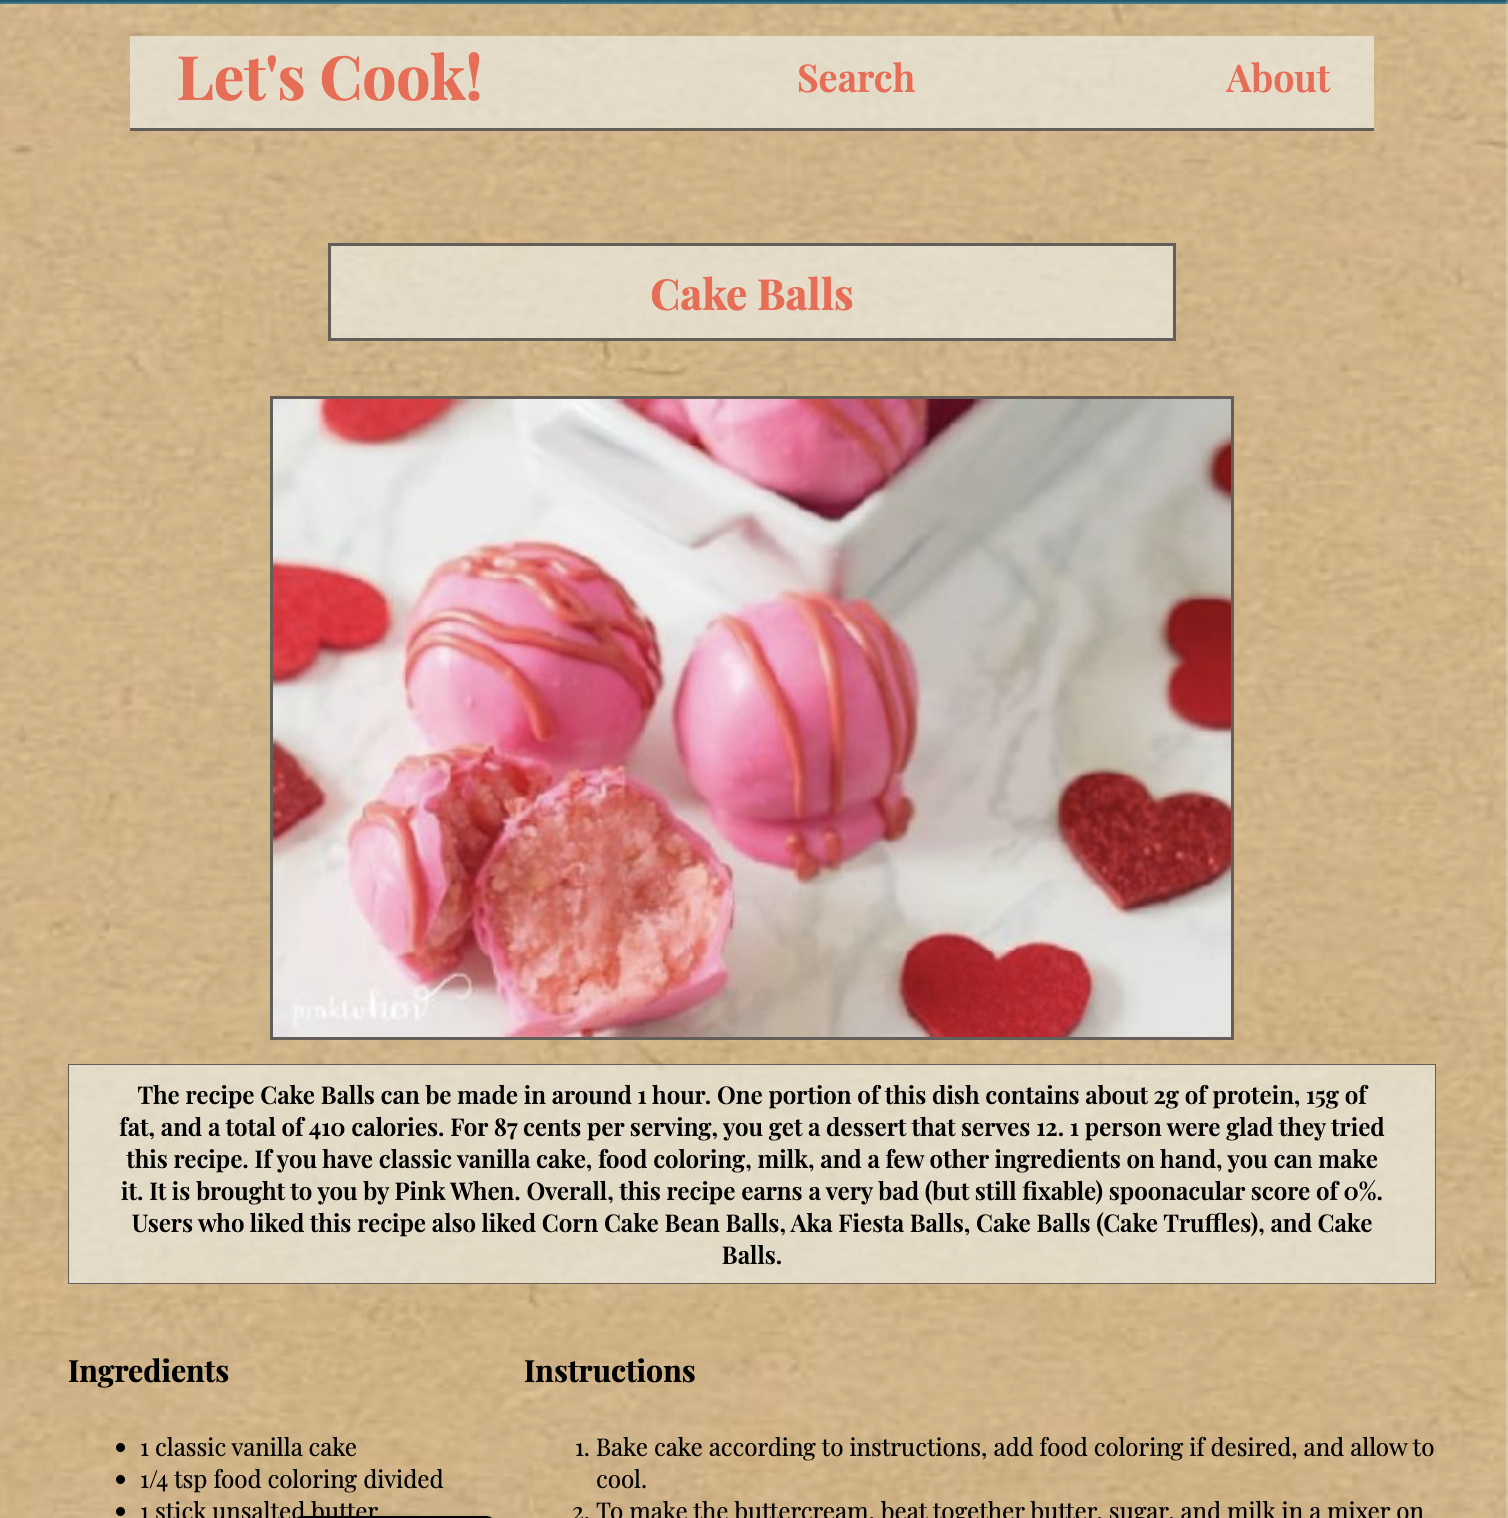 Let's Cook!
Search
About
Cake Balls
pinkwhen
The recipe Cake Balls can be made in around 1 hour. One portion of this dish contains about 2g of protein, 15g of
fat, and a total of 410 calories. For 87 cents per serving, you get a dessert that serves 12. 1 person were glad they tried
this recipe. If you have classic vanilla cake, food coloring, milk, and a few other ingredients on hand, you can make
it. It is brought to you by Pink When. Overall, this recipe earns a very bad (but still fixable) spoonacular score of 0%.
Users who liked this recipe also liked Corn Cake Bean Balls, Aka Fiesta Balls, Cake Balls (Cake Truffles), and Cake
Balls.
Ingredients
• 1 classic vanilla cake
• 1/4 tsp food coloring divided
• 1 stick unsalted butter
Instructions
1. Bake cake according to instructions, add food coloring if desired, and allow to
cool.
2. To make the buttercream, beat together butter, sugar, and milk in a mixer on